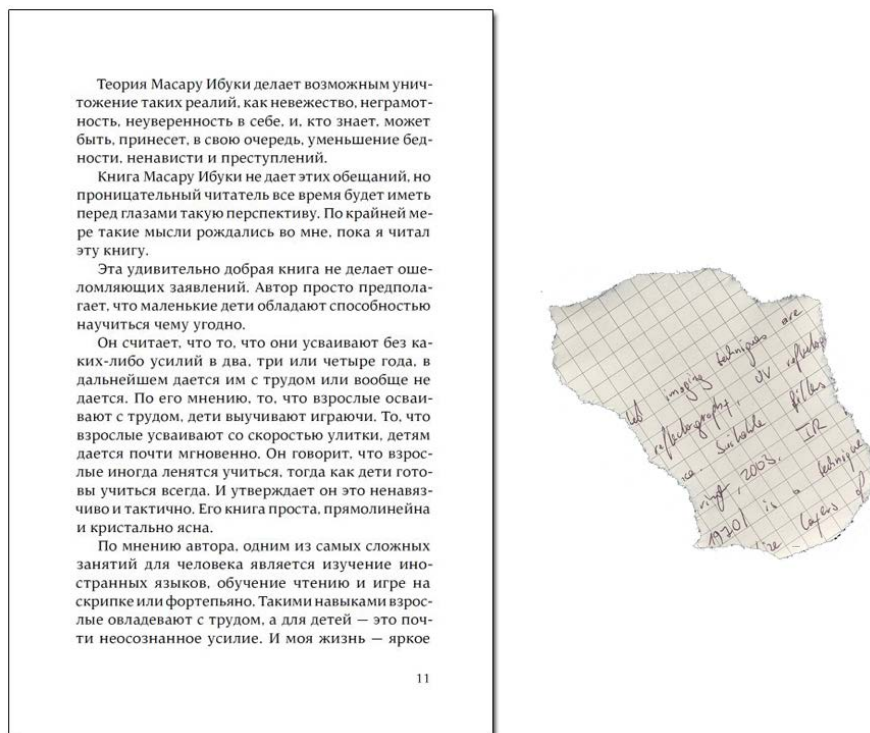 Теория Масару Ибуки делает возможным унич-
тожение таких реалий, как невежество, неграмот-
ность, неуверенность в себе, и, кто знает, может
быть, принесет, в свою очередь, уменьшение бед-
ности, ненависти и преступлений.
Книга Масару Ибуки не дает этих обещаний, но
проницательный читатель все время будет иметь
перед глазами такую перспективу. По крайней ме-
ре такие мысли рождались во мне, пока я читал
эту книгу.
Эта удивительно добрая книга не делает оше-
ломляющих заявлений. Автор просто предпола-
гает, что маленькие дети обладают способностью
научиться чему угодно.
Он считает, что то, что они усваивают без ка-
ких-либо усилий в два, три или четыре года, в
дальнейшем дается им с трудом или вообще не
дается. По его мнению, то, что взрослые осваи-
вают с трудом, дети выучивают играючи. То, что
взрослые усваивают со скоростью улитки, детям
дается почти мгновенно. Он говорит, что взрос-
лые иногда ленятся учиться, тогда как дети гото-
вы учиться всегда. И утверждает он это ненавяз-
чиво и тактично. Его книга проста, прямолинейна
и кристально ясна.
По мнению автора, одним из самых сложных
занятий для человека является изучение ино-
странных языков, обучение чтению и игре на
скрипке или фортепьяно. Такими навыками взрос-
лые овладевают с трудом, а для детей — это поч-
ти неосознанное усилие. И моя жизнь — яркое
11
imaging techniques are
reflectography, UV
suitable filters
2003. IR
1970) is a technique
layers of